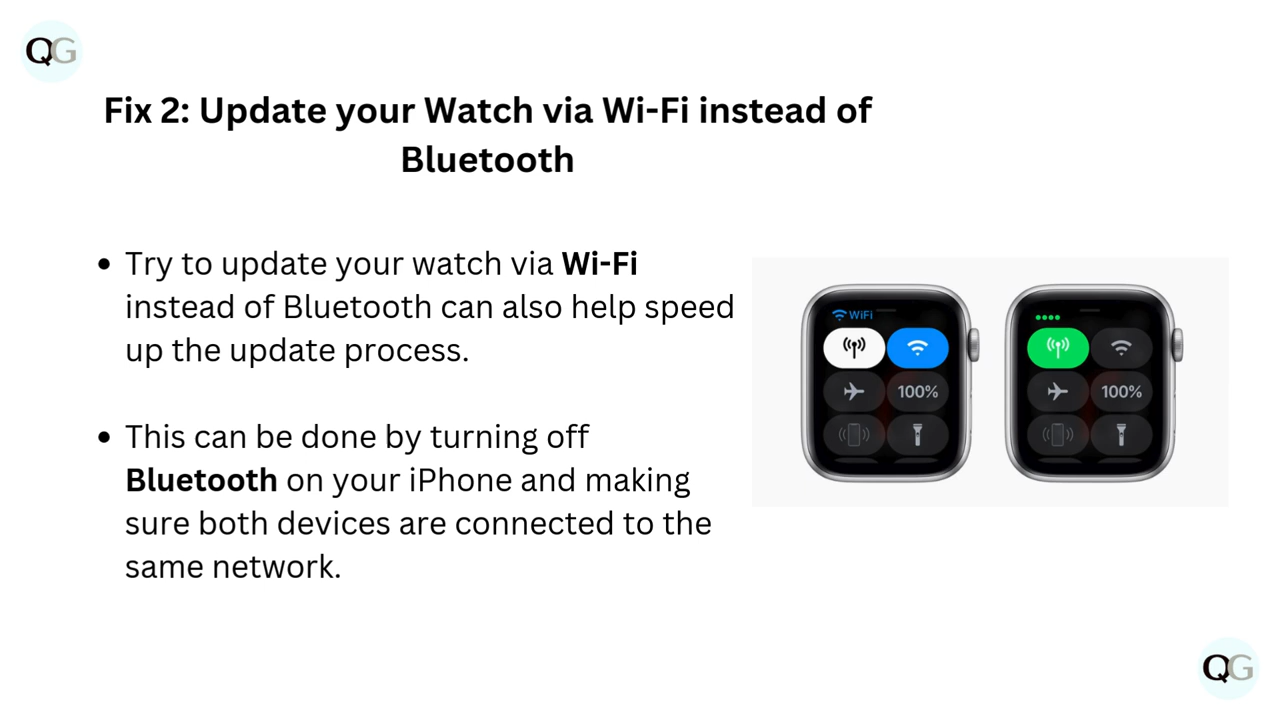 QG
Fix 2: Update your Watch via Wi-Fi instead of
Bluetooth
• Try to update your watch via Wi-Fi
instead of Bluetooth can also help speed
up the update process.
• This can be done by turning off
Bluetooth on your iPhone and making
sure both devices are connected to the
same network.
WiFi
100%
100%
QG